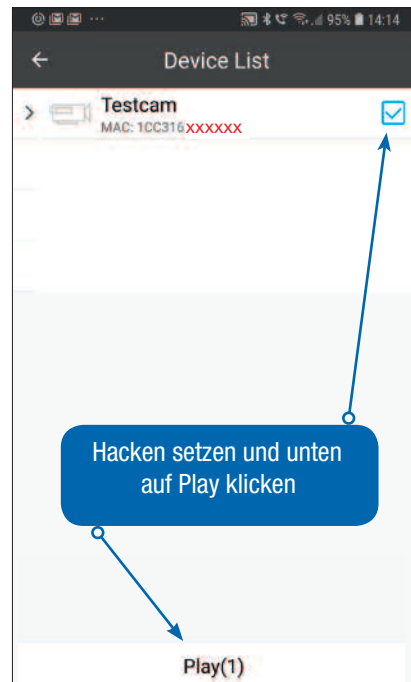 95% 14:14
Device List
Testcam
MAC: 1CC316xxxxxx
Hacken setzen und unten
auf Play klicken
Play(1)